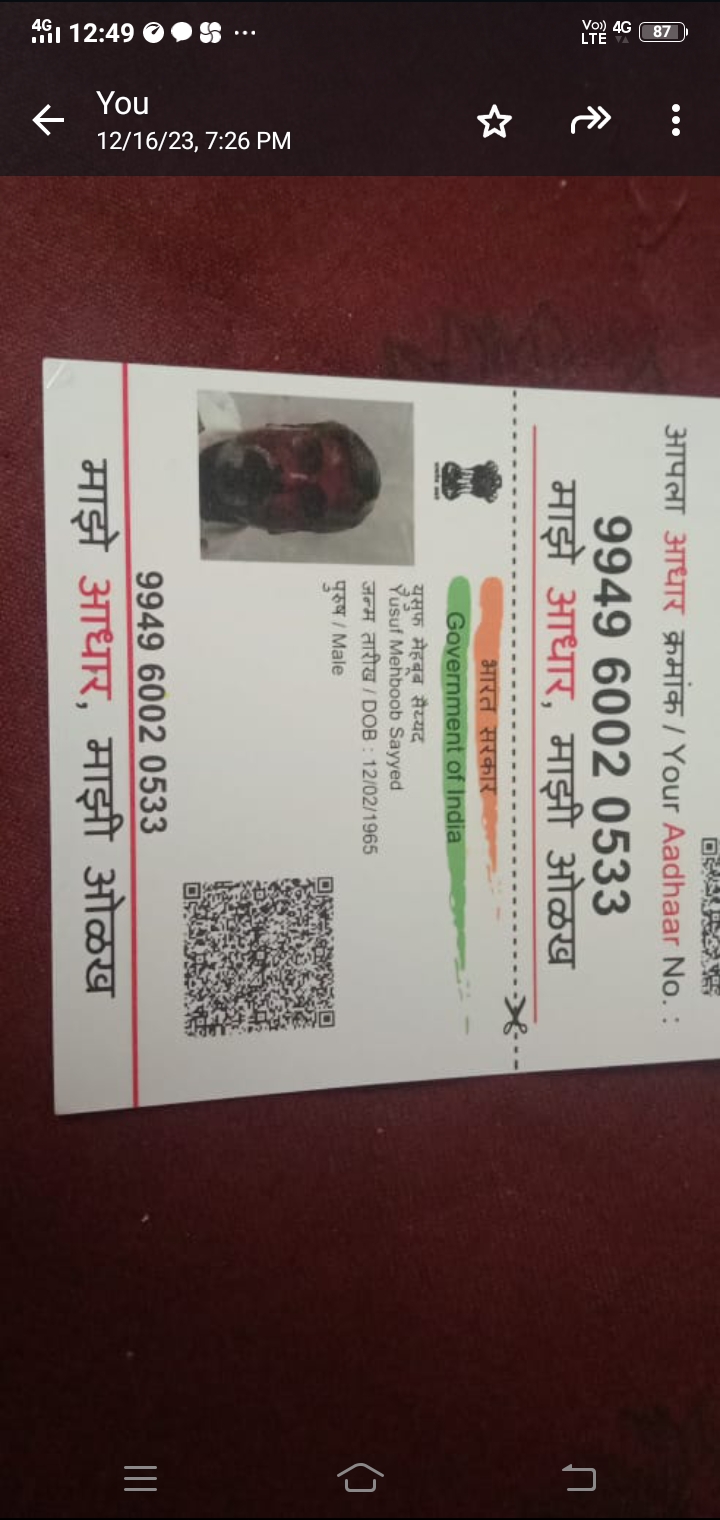 4G
12:49
...
Vo))
LTE
4G
87
You
12/16/23, 7:26 PM
आपला आधार क्रमांक / Your Aadhaar No. :
9949 6002 0533
माझे आधार, माझी ओळख
भारत सरकार
Government of India
युसुफ मेहबूब सैय्यद
Yusuf Mehboob Sayyed
जन्म तारीख / DOB : 12/02/1965
पुरुष / Male
9949 6002 0533
माझे आधार, माझी ओळख